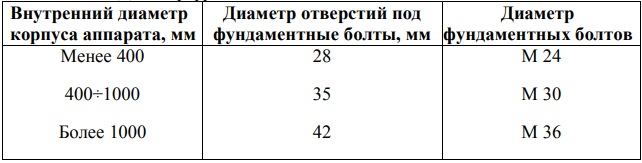 Внутренний диаметр корпуса аппарата, мм | Диаметр отверстий под фундаментные болты, мм | Диаметр фундаментных болтов
Менее 400 | 28 | М 24
400÷1000 | 35 | М 30
Более 1000 | 42 | М 36